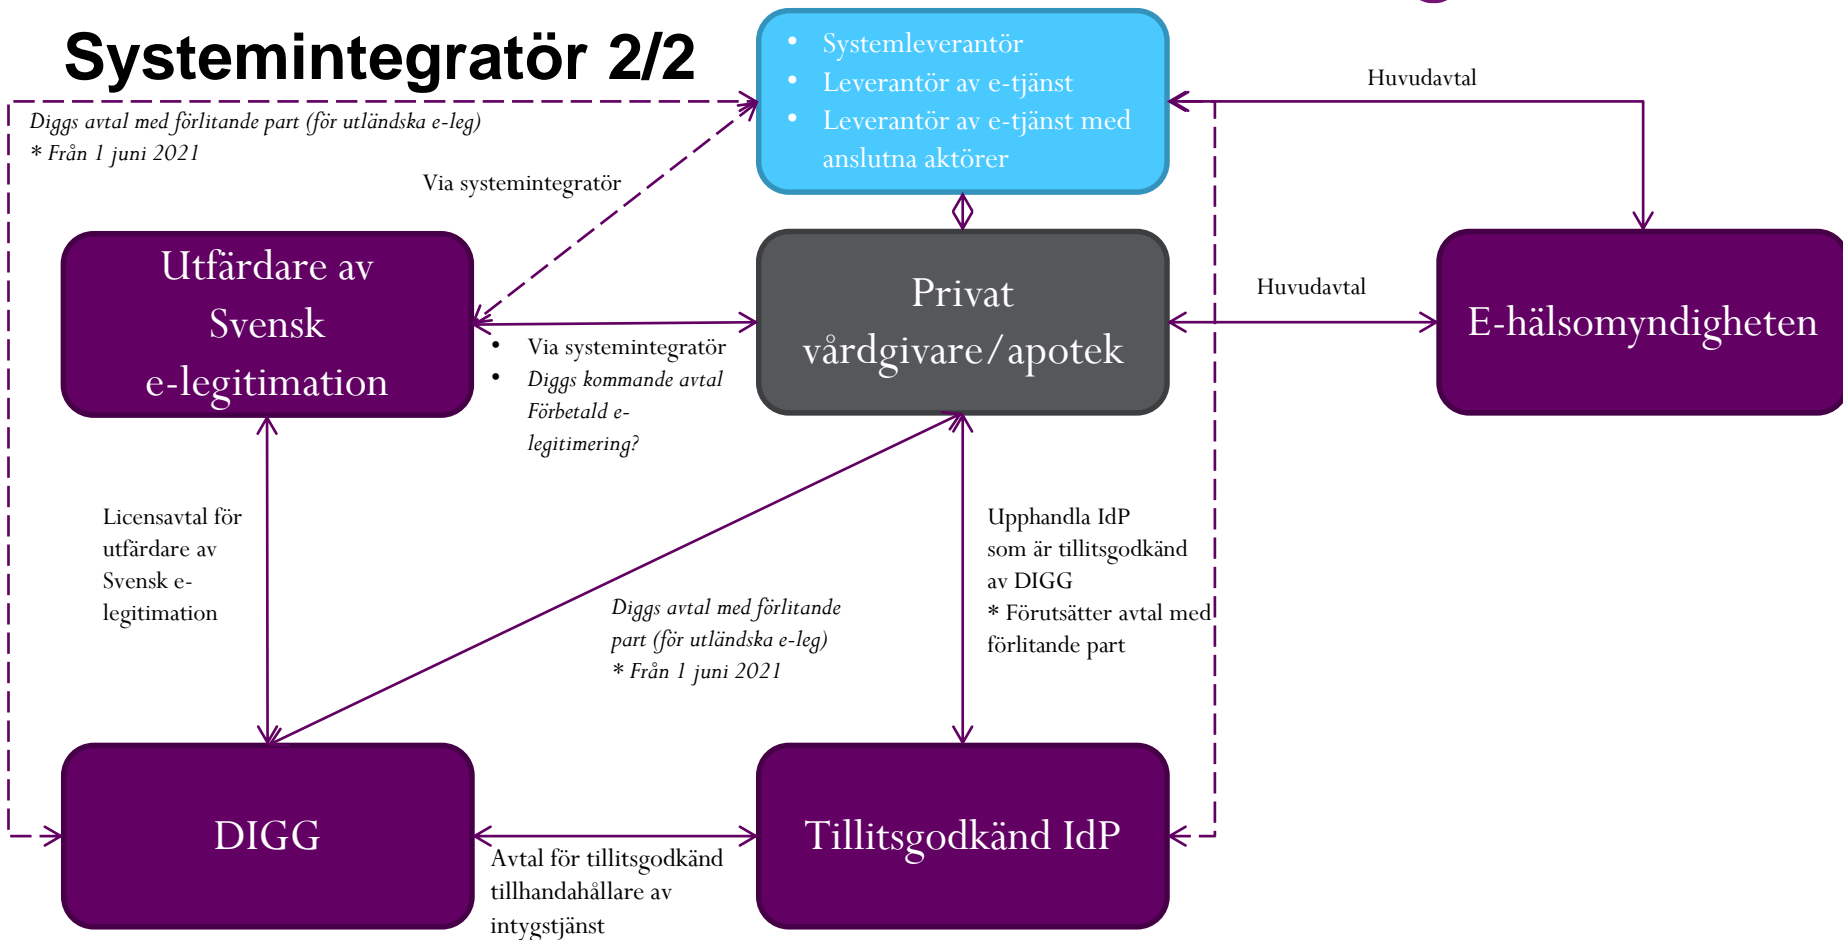 Systemintegratör 2/2
• Systemleverantör
• Leverantör av e-tjänst
• Leverantör av e-tjänst med
anslutna aktörer
Huvudavtal
Diggs avtal med förlitande part (för utländska e-leg)
* Från 1 juni 2021
Via systemintegratör
Utfärdare av
Svensk
e-legitimation
Privat
vårdgivare/apotek
Huvudavtal
E-hälsomyndigheten
• Via systemintegratör
• Diggs kommande avtal
Förbetald e-
legitimering?
Licensavtal för
utfärdare av
Svensk e-
legitimation
Diggs avtal med förlitande
part (för utländska e-leg)
* Från 1 juni 2021
Upphandla IdP
som är tillitsgodkänd
av DIGG
* Förutsätter avtal med
förlitande part
DIGG
Avtal för tillitsgodkänd
tillhandahållare av
intygstjänst
Tillitsgodkänd IdP